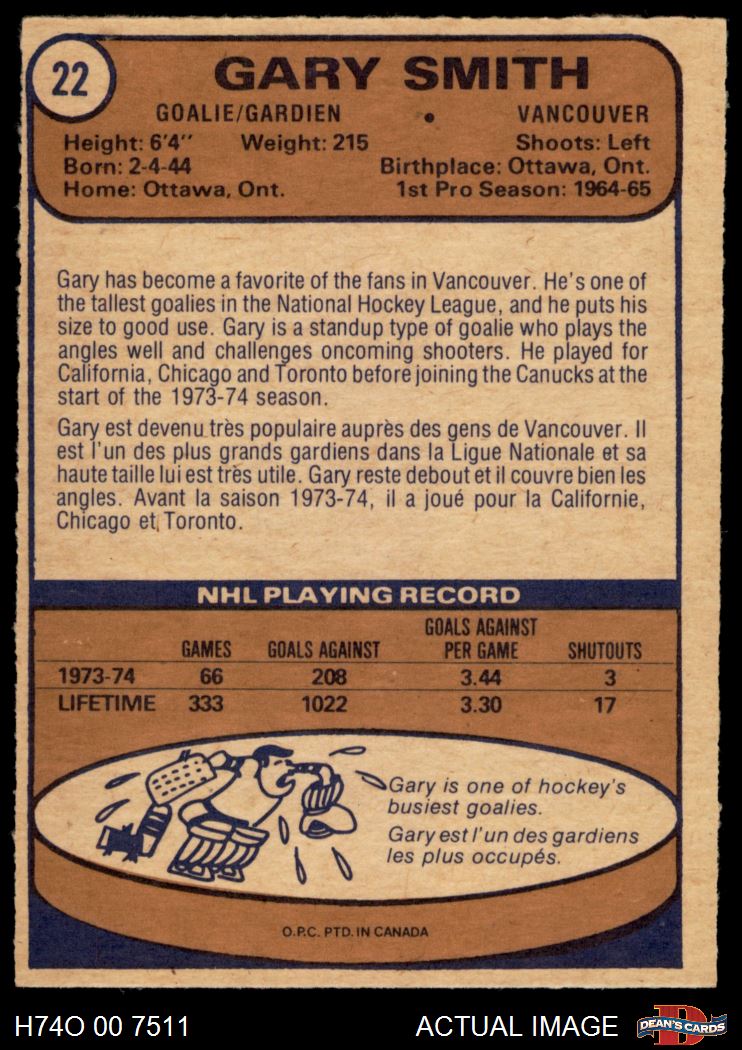 22
GARY SMITH
GOALIE/GARDIEN • VANCOUVER
Height: 6'4'' Weight: 215 Shoots: Left
Born: 2-4-44 Birthplace: Ottawa, Ont.
Home: Ottawa, Ont. 1st Pro Season: 1964-65
Gary has become a favorite of the fans in Vancouver. He's one of
the tallest goalies in the National Hockey League, and he puts his
size to good use. Gary is a standup type of goalie who plays the
angles well and challenges oncoming shooters. He played for
California, Chicago and Toronto before joining the Canucks at the
start of the 1973-74 season.
Gary est devenu très populaire auprès des gens de Vancouver. Il
est l'un des plus grands gardiens dans la Ligue Nationale et sa
haute taille lui est très utile. Gary reste debout et il couvre bien les
angles. Avant la saison 1973-74, il a joué pour la Californie,
Chicago et Toronto.
NHL PLAYING RECORD
GAMES GOALS AGAINST GOALS AGAINST PER GAME SHUTOUTS
1973-74 66 208 3.44 3
LIFETIME 333 1022 3.30 17
Gary is one of hockey's
busiest goalies.
Gary est l'un des gardiens
les plus occupés.
O.P.C. PTD. IN CANADA
H74O 00 7511 ACTUAL IMAGE DEAN'S CARDS